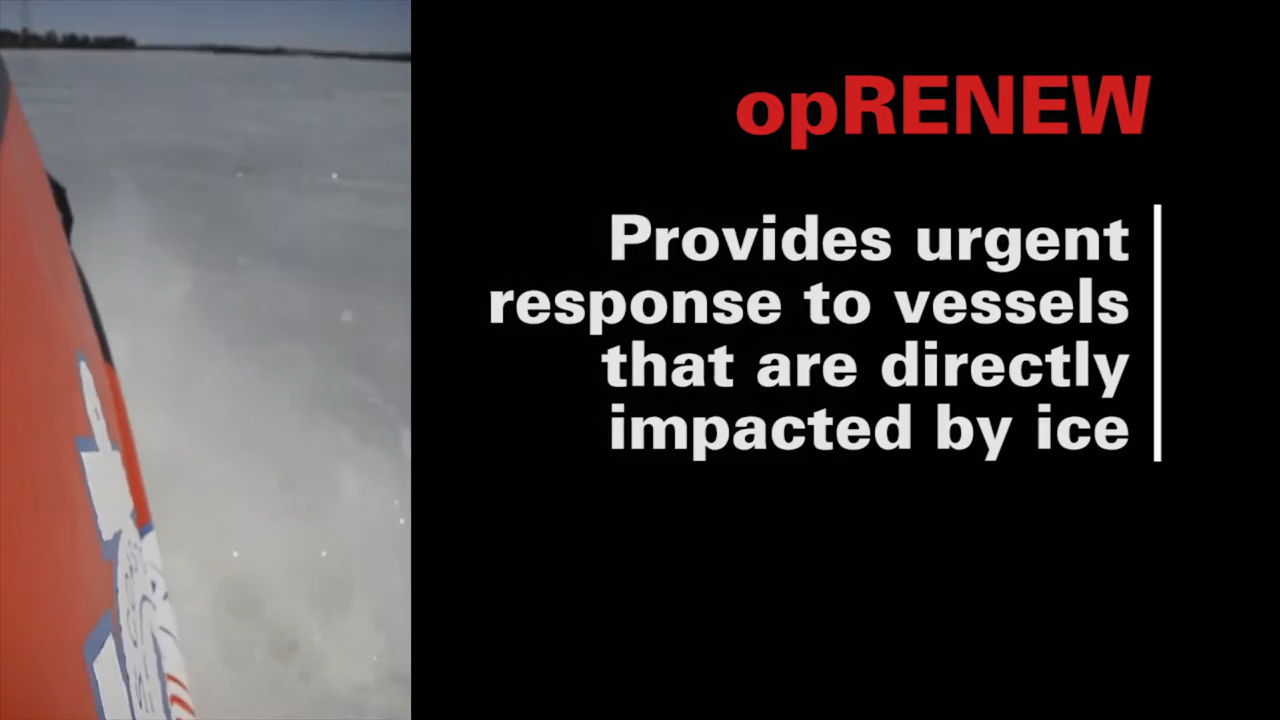 opRENEW
Provides urgent
response to vessels
that are directly
impacted by ice